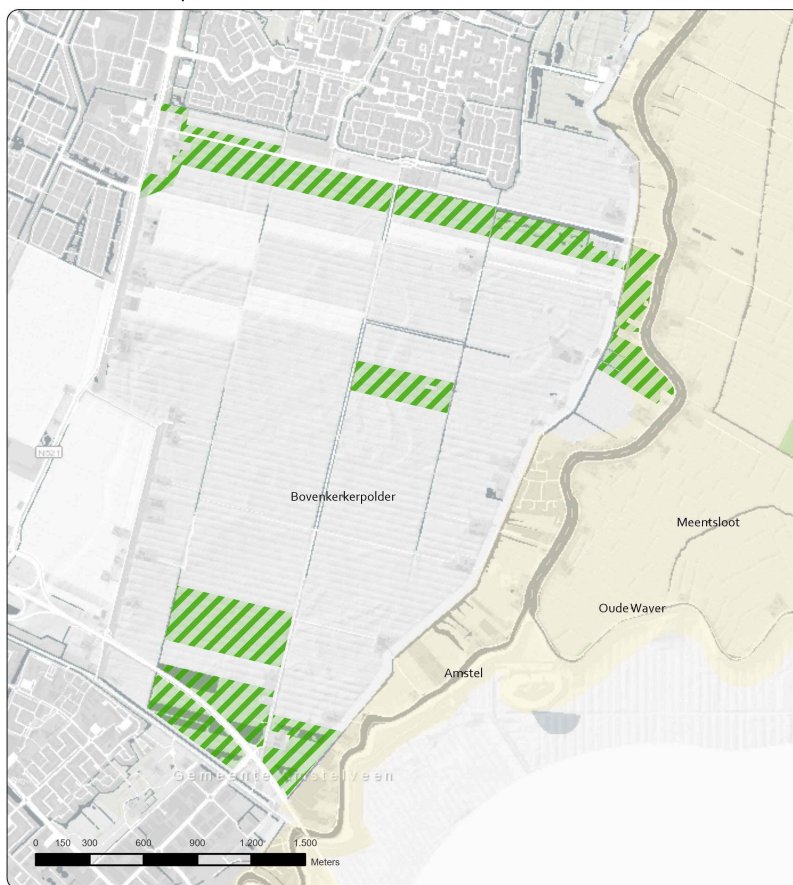 N521
Bovenkerkerpolder
Meentsloot
Oude Waver
Amstel
Gemeente Amstelveen
0 150 300 600 900 1.200 1.500
Meters